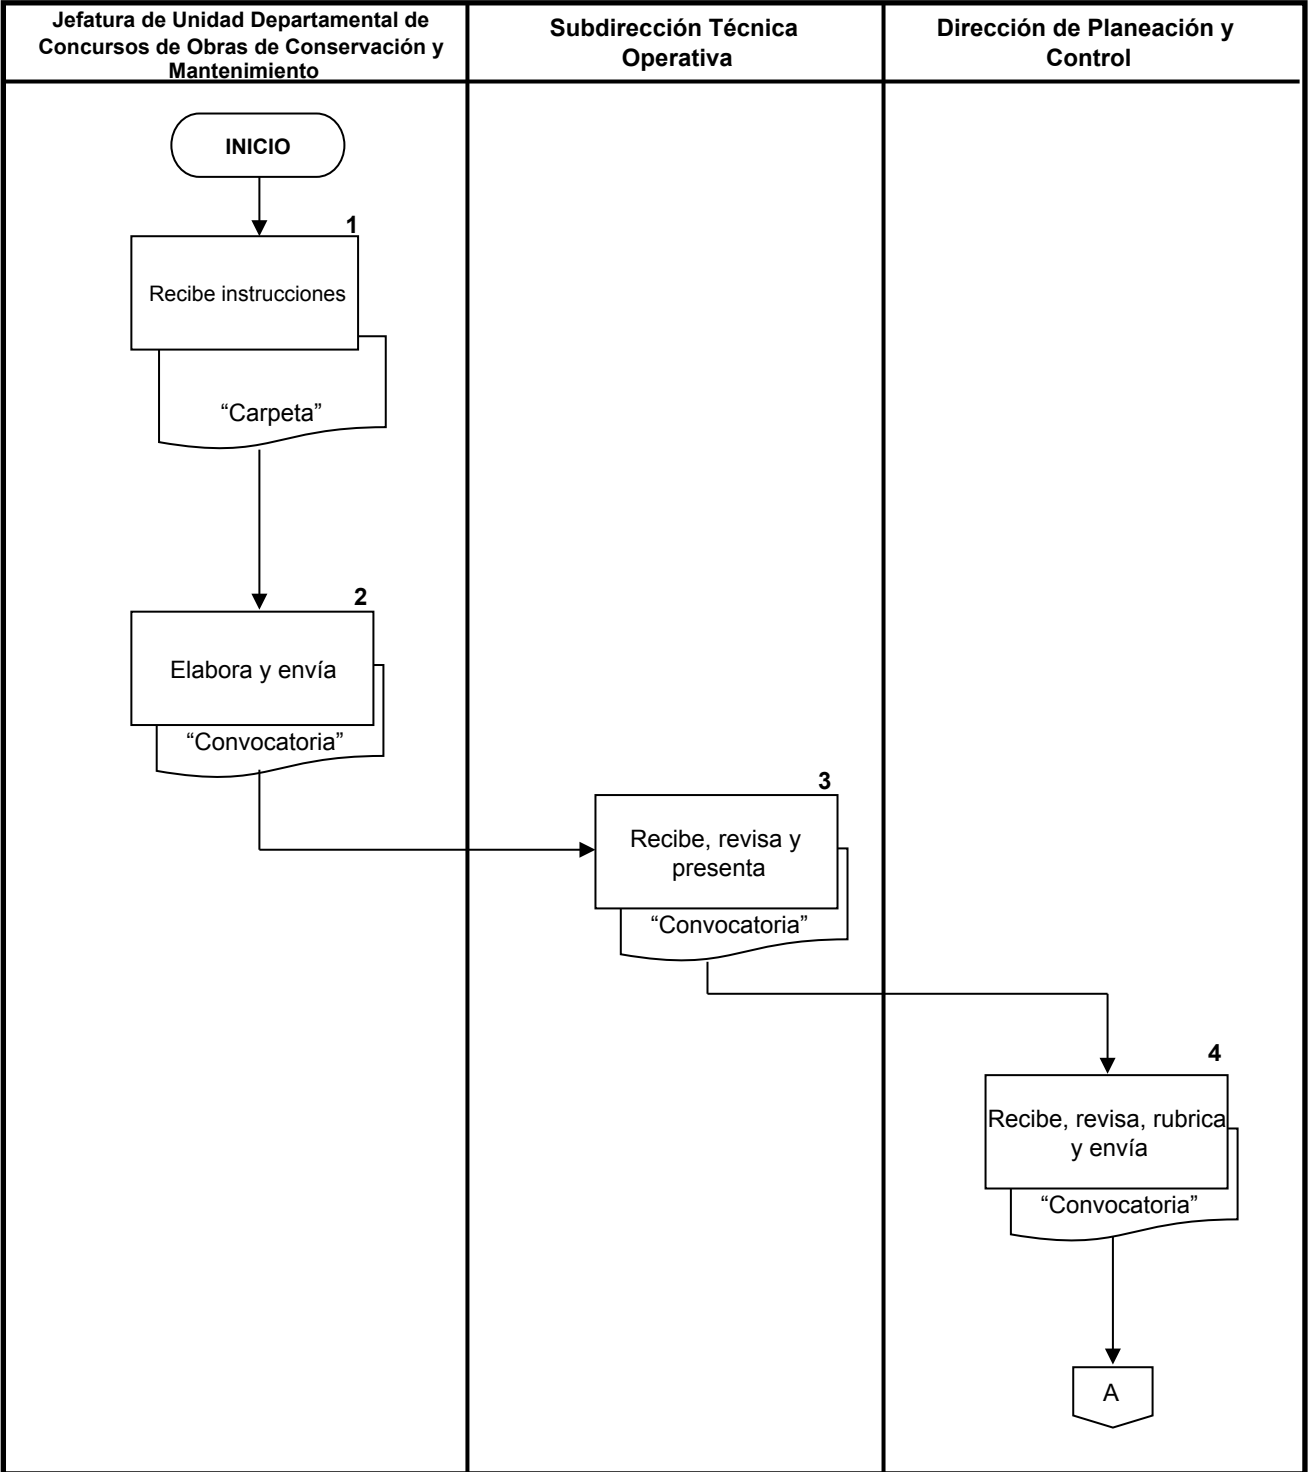 Jefatura de Unidad Departamental de
Concursos de Obras de Conservación y
Mantenimiento
Subdirección Técnica
Operativa
Dirección de Planeación y
Control
INICIO
1
Recibe instrucciones
“Carpeta”
2
Elabora y envía
“Convocatoria”
3
Recibe, revisa y
presenta
“Convocatoria”
4
Recibe, revisa, rubrica
y envía
“Convocatoria”
A